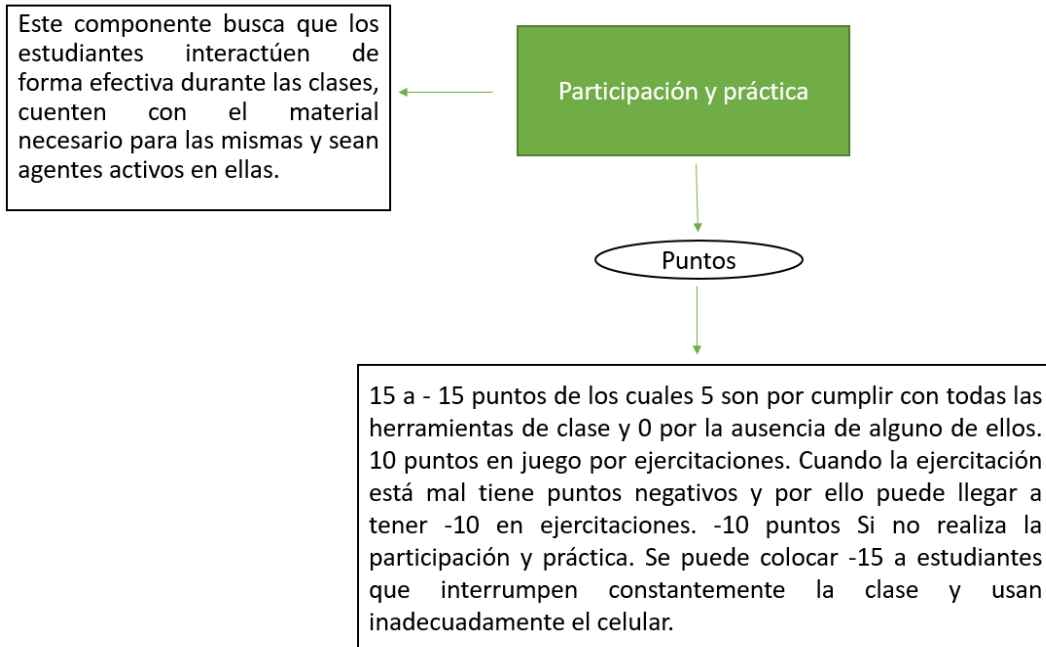 Este componente busca que los
estudiantes interactúen de
forma efectiva durante las clases,
cuenten con el material
necesario para las mismas y sean
agentes activos en ellas.
Participación y práctica
Puntos
15 a - 15 puntos de los cuales 5 son por cumplir con todas las
herramientas de clase y 0 por la ausencia de alguno de ellos.
10 puntos en juego por ejercitaciones. Cuando la ejercitación
está mal tiene puntos negativos y por ello puede llegar a
tener -10 en ejercitaciones. -10 puntos Si no realiza la
participación y práctica. Se puede colocar -15 a estudiantes
que interrumpen constantemente la clase y usan
inadecuadamente el celular.